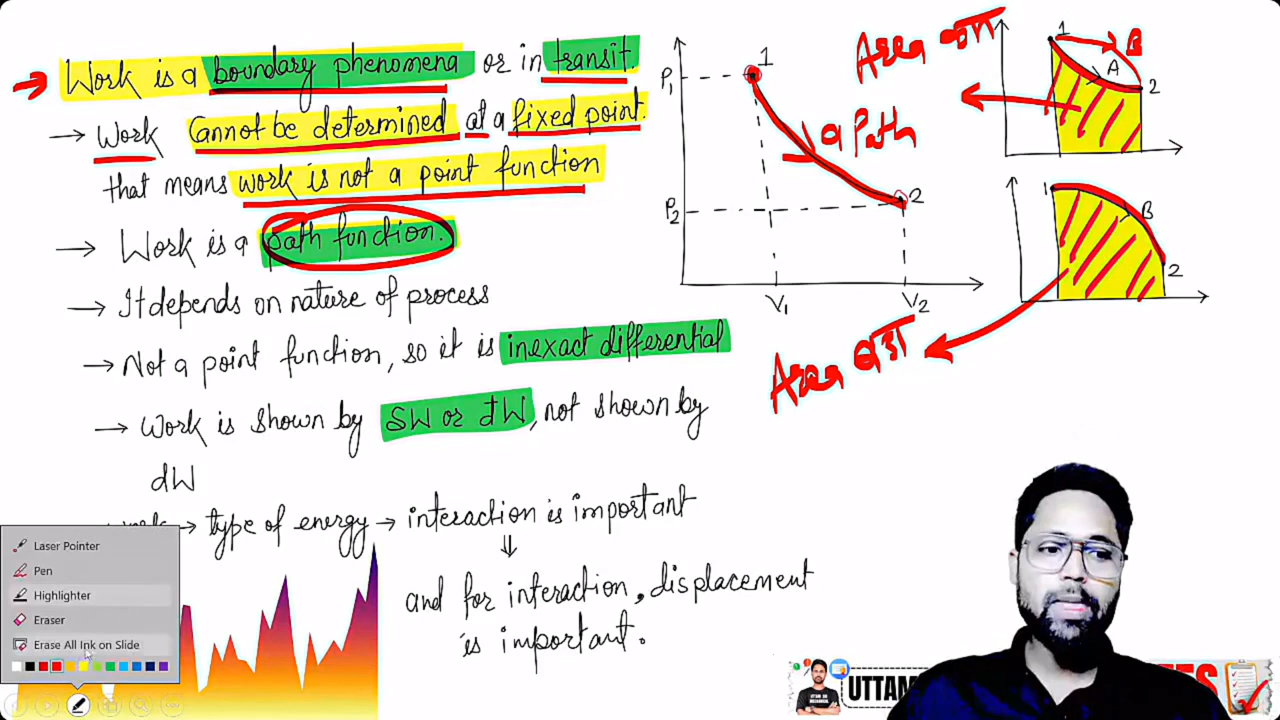 → Work is a boundary phenomena or in transit.
→ Work Cannot be determined at a fixed point.
that means work is not a point function
→ Work is a path function.
→ It depends on nature of process
→ Not a point function, so it is inexact differential
→ Work is shown by δW or đW, not shown by
dW
→ type of energy → interaction is important
↓
and for interaction, displacement
is important.
P₁
1
a Path
P₂
2
V₁
V₂
Area कम
1
B
A
2
1
B
2
Area
Laser Pointer
Pen
Highlighter
Eraser
Erase All Ink on Slide
UTTAM